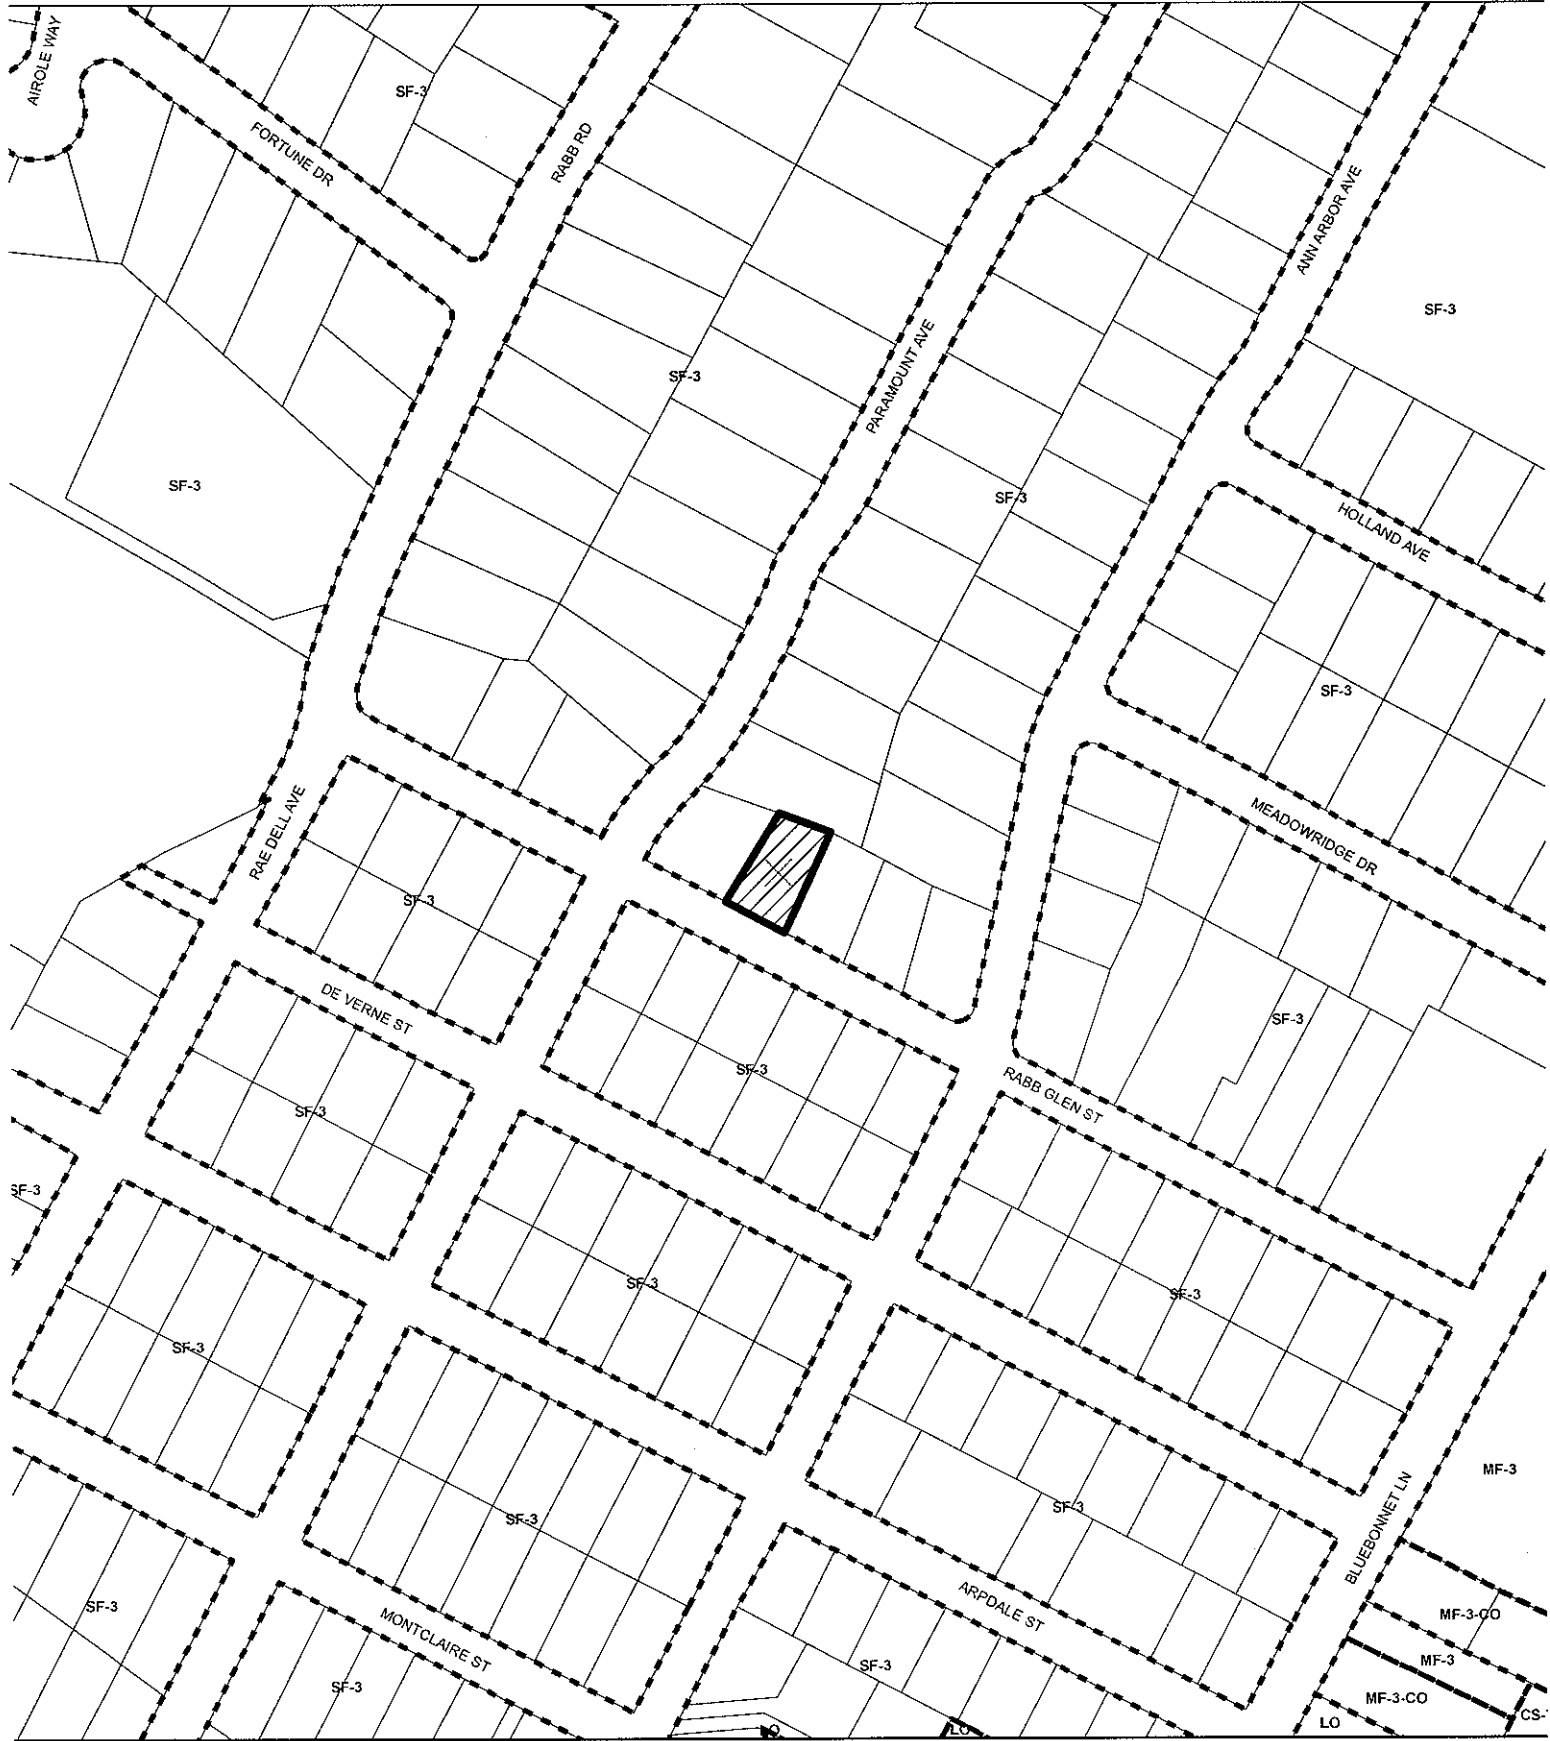 AIROLE WAY
SF-3
FORTUNE DR
RABB RD
ANN ARBOR AVE
SF-3
PARAMOUNT AVE
SF-3
SF-3
SF-3
HOLLAND AVE
SF-3
RAE DELL AVE
MEADOWRIDGE DR
SF-3
DE VERNE ST
SF-3
SF-3
RABB GLEN ST
SF-3
SF-3
SF-3
SF-3
SF-3
MF-3
SF-3
SF-3
BLUEBONNET LN
SF-3
ARPDALE ST
MF-3-CO
MONTCLAIRE ST
MF-3
SF-3
SF-3
MF-3-CO
LO
LO